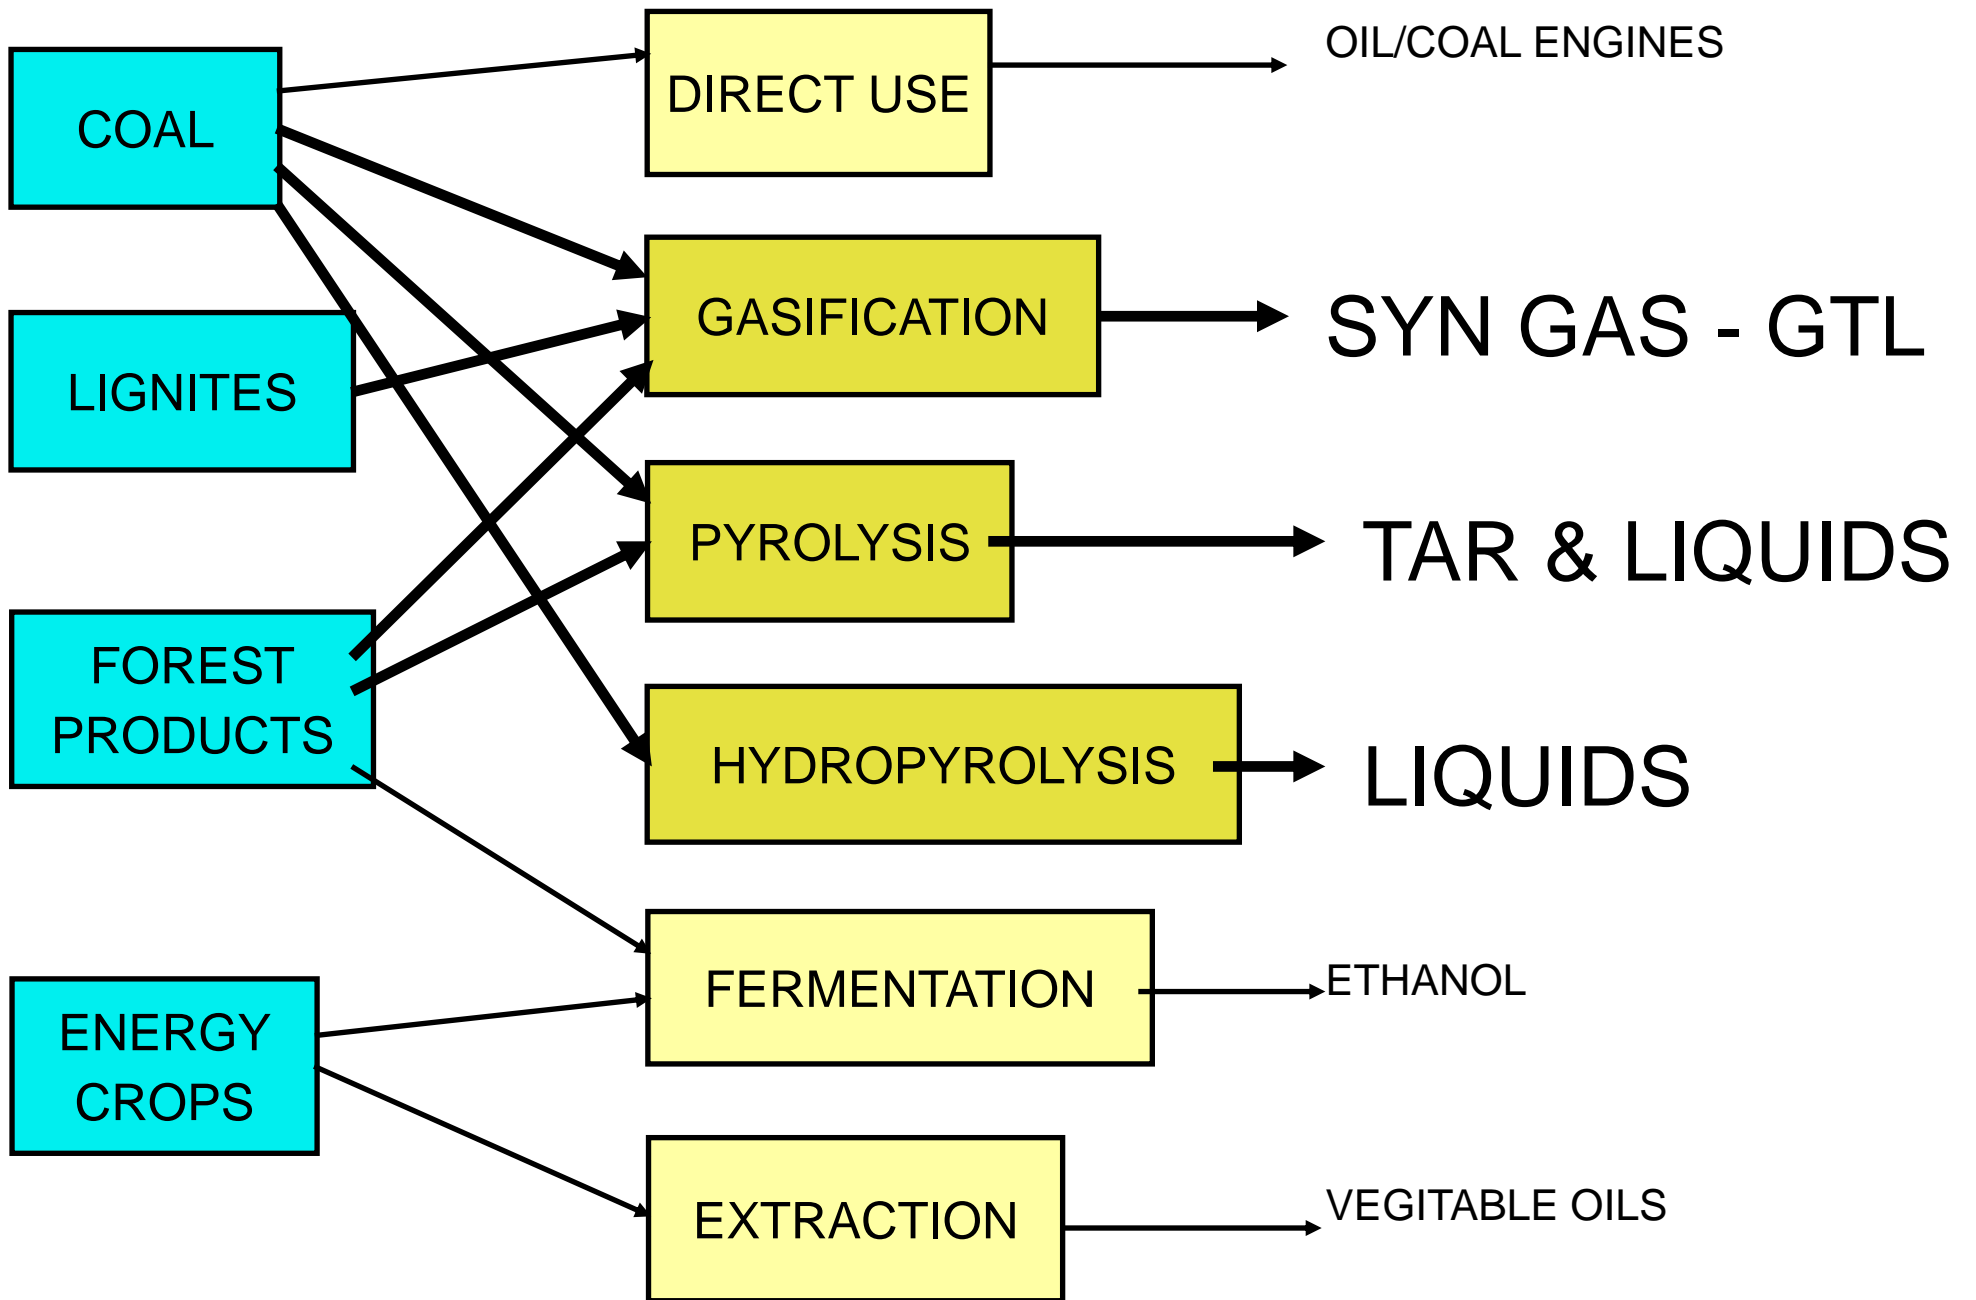 COAL
LIGNITES
FOREST
PRODUCTS
ENERGY
CROPS
DIRECT USE
GASIFICATION
PYROLYSIS
HYDROPYROLYSIS
FERMENTATION
EXTRACTION
OIL/COAL ENGINES
SYN GAS - GTL
TAR & LIQUIDS
LIQUIDS
ETHANOL
VEGITABLE OILS